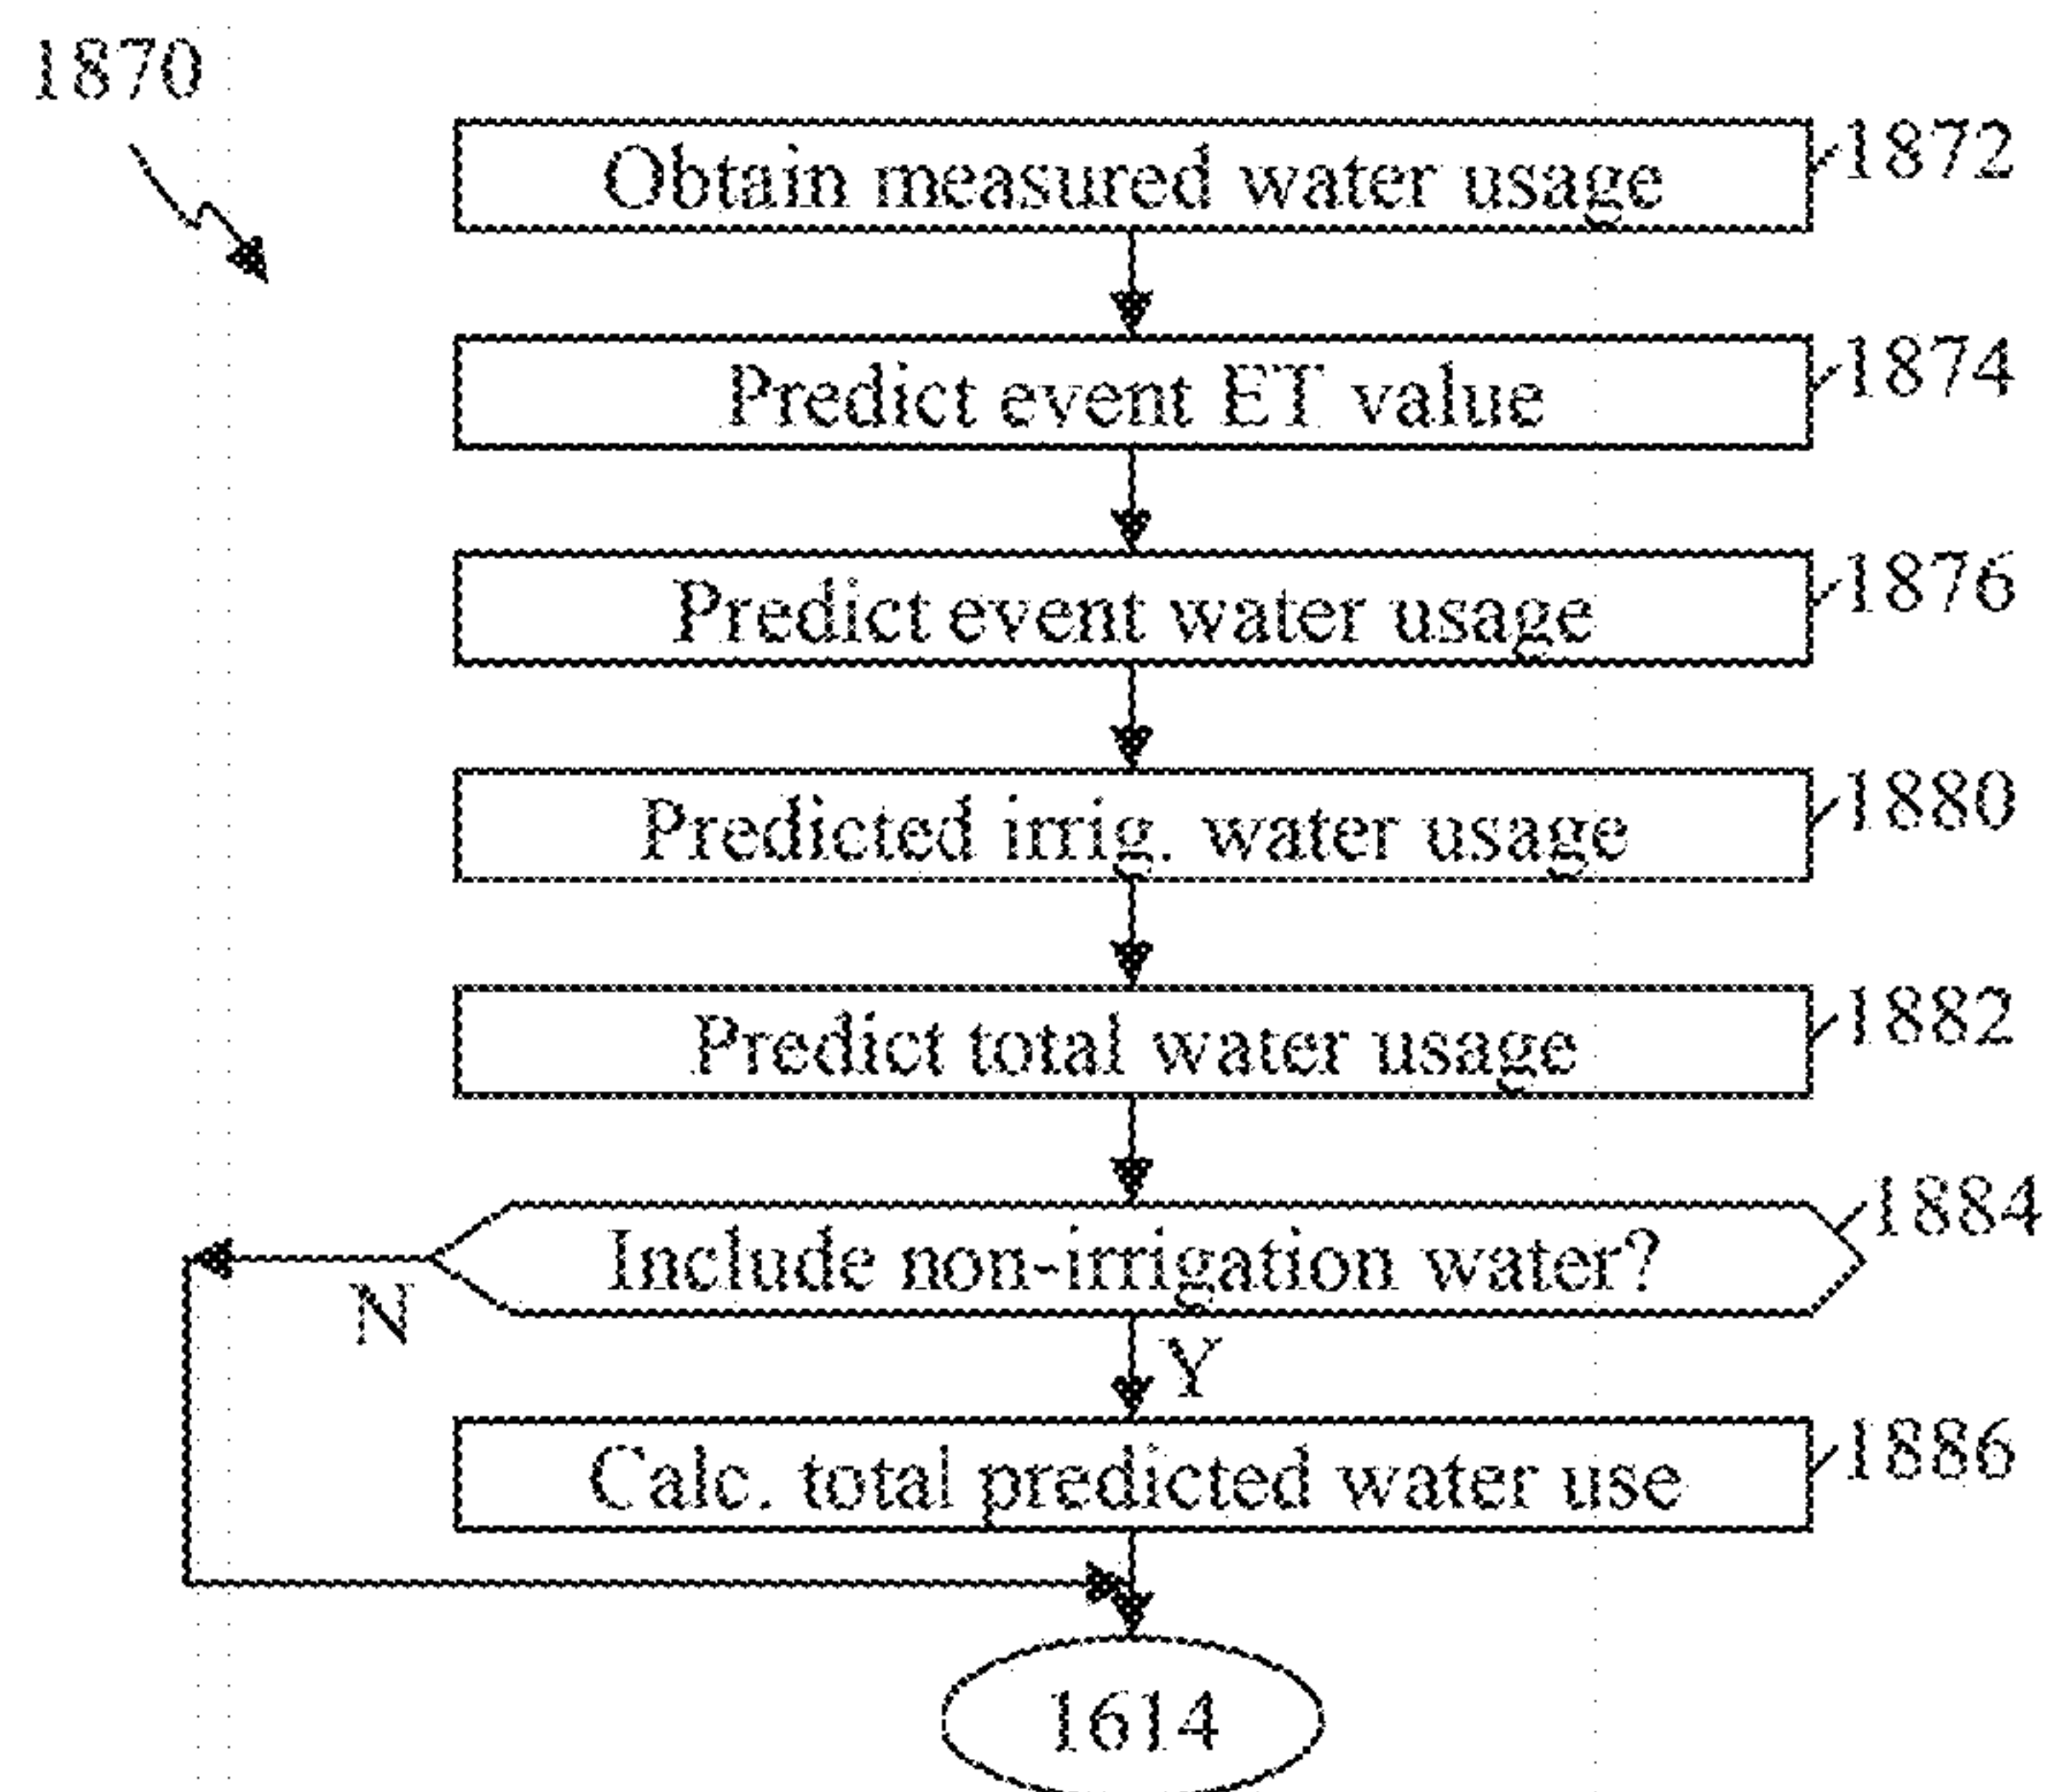 1870
Obtain measured water usage 1872
Predict event ET value 1874
Predict event water usage 1876
Predicted irrig. water usage 1880
Predict total water usage 1882
Include non-irrigation water? 1884
N
Y
Calc. total predicted water use 1886
1614